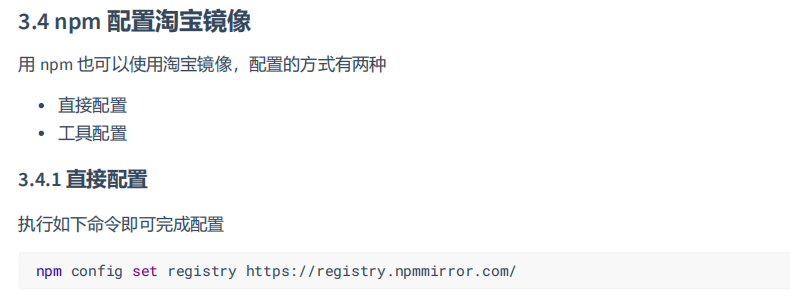 3.4 npm 配置淘宝镜像
用 npm 也可以使用淘宝镜像，配置的方式有两种
• 直接配置
• 工具配置
3.4.1 直接配置
执行如下命令即可完成配置
npm config set registry https://registry.npmmirror.com/